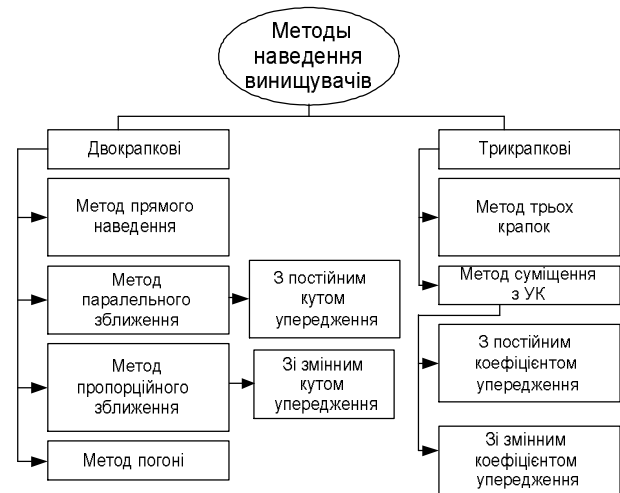 Методы
наведення
винищувачів
Двокрапкові
Метод прямого
наведення
Метод
паралельного
зближення
З постійним
кутом
упередження
Метод
пропорційного
зближення
Зі змінним
кутом
упередження
Метод погоні
Трикрапкові
Метод трьох
крапок
Метод суміщення
з УК
З постійним
коефіцієнтом
упередження
Зі змінним
коефіцієнтом
упередження